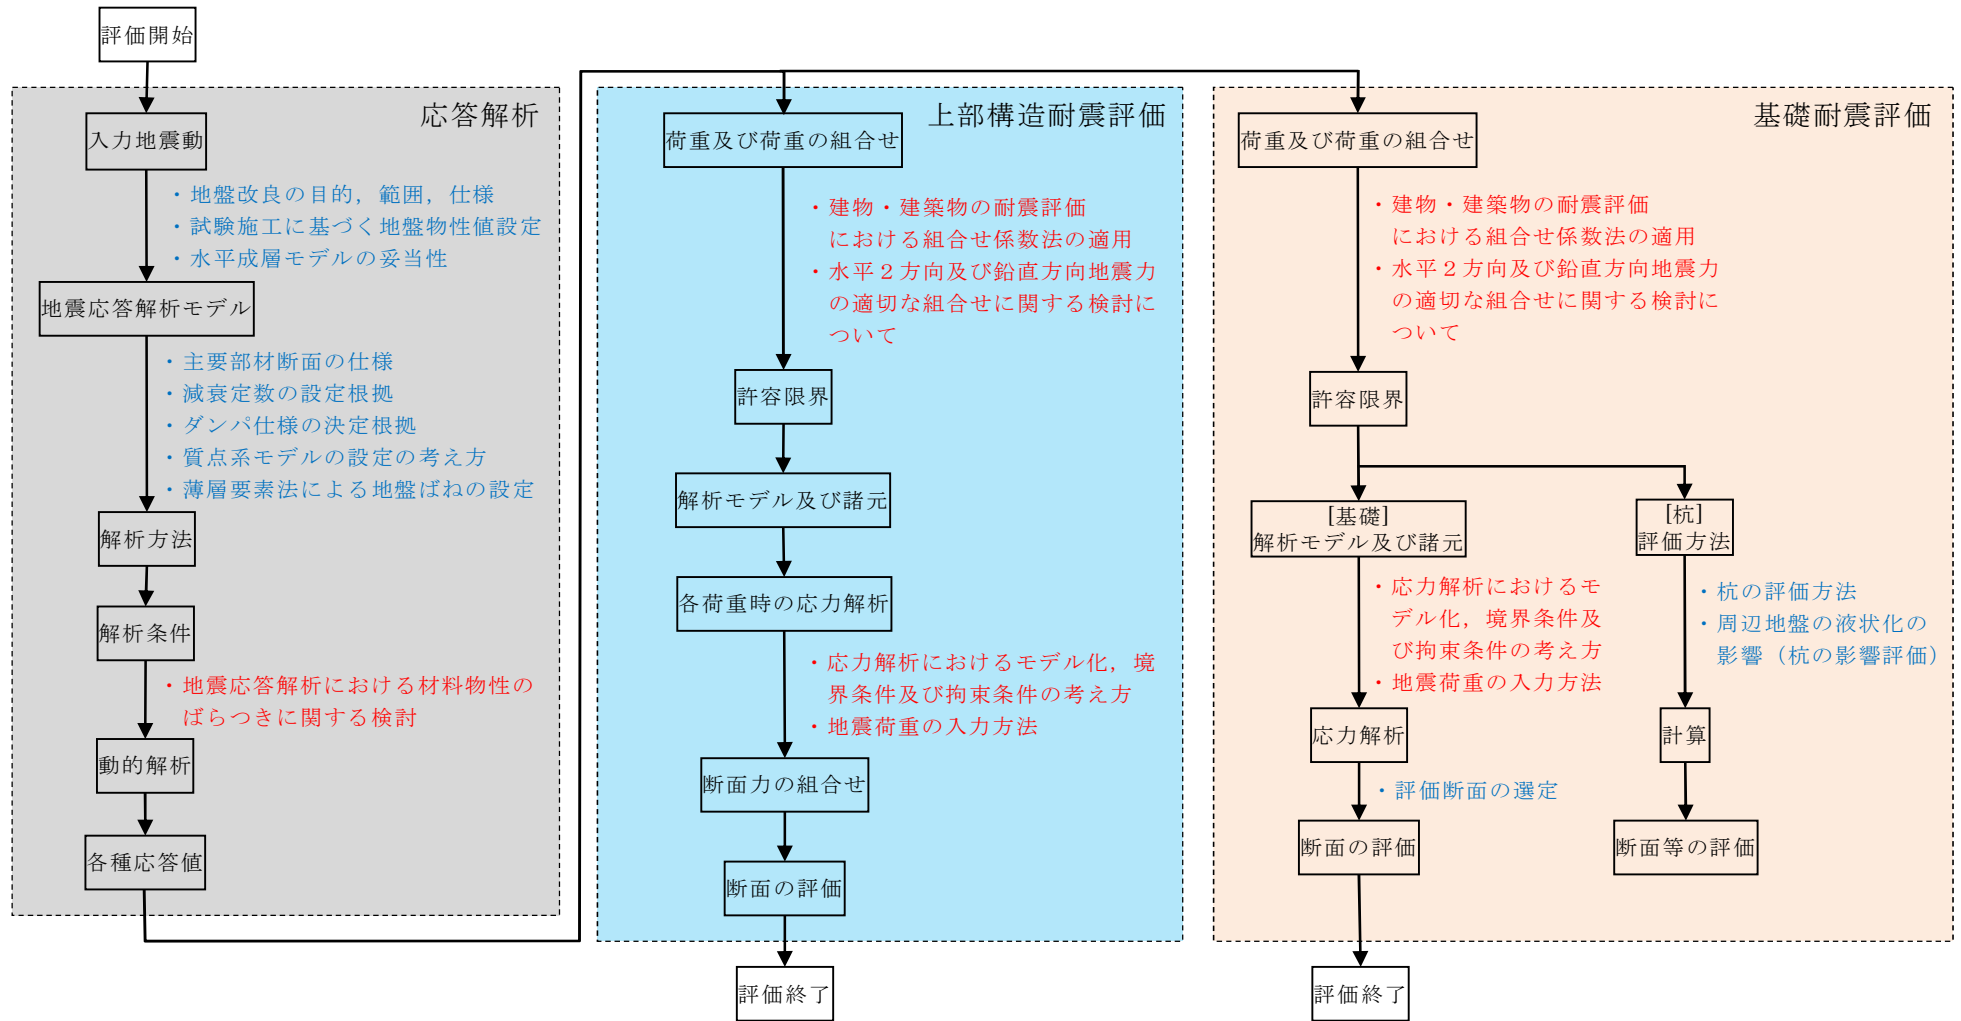 評価開始
応答解析
入力地震動
・地盤改良の目的，範囲，仕様
・試験施工に基づく地盤物性値設定
・水平成層モデルの妥当性
地震応答解析モデル
・主要部材断面の仕様
・減衰定数の設定根拠
・ダンパ仕様の決定根拠
・質点系モデルの設定の考え方
・薄層要素法による地盤ばねの設定
解析方法
解析条件
・地震応答解析における材料物性の
ばらつきに関する検討
動的解析
各種応答値
上部構造耐震評価
荷重及び荷重の組合せ
・建物・建築物の耐震評価
における組合せ係数法の適用
・水平２方向及び鉛直方向地震力
の適切な組合せに関する検討に
ついて
許容限界
解析モデル及び諸元
各荷重時の応力解析
・応力解析におけるモデル化，境
界条件及び拘束条件の考え方
・地震荷重の入力方法
断面力の組合せ
断面の評価
評価終了
基礎耐震評価
荷重及び荷重の組合せ
・建物・建築物の耐震評価
における組合せ係数法の適用
・水平２方向及び鉛直方向地震力
の適切な組合せに関する検討に
ついて
許容限界
[基礎]
解析モデル及び諸元
・応力解析におけるモ
デル化，境界条件及
び拘束条件の考え方
・地震荷重の入力方法
応力解析
・評価断面の選定
断面の評価
評価終了
[杭]
評価方法
・杭の評価方法
・周辺地盤の液状化の
影響（杭の影響評価）
計算
断面等の評価